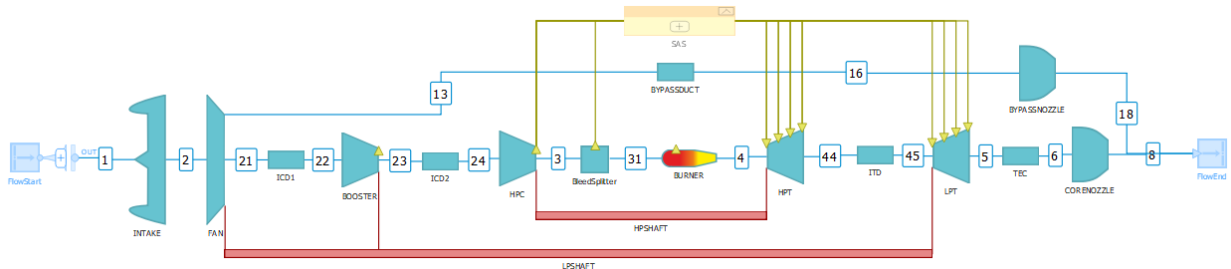 SAS
13
BYPASSDUCT
16
BYPASSNOZZLE
18
FlowStart
OUT
1
INTAKE
2
FAN
21
ICD1
22
BOOSTER
23
ICD2
24
HPC
3
BleedSplitter
31
BURNER
4
HPT
44
ITD
45
LPT
5
TEC
6
CORENOZZLE
8
FlowEnd
HPSHAFT
LPSHAFT